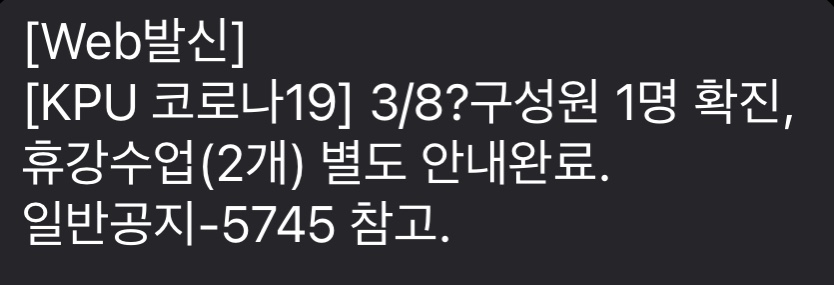 [Web발신]
[KPU 코로나19] 3/8?구성원 1명 확진,
휴강수업(2개) 별도 안내완료.
일반공지-5745 참고.